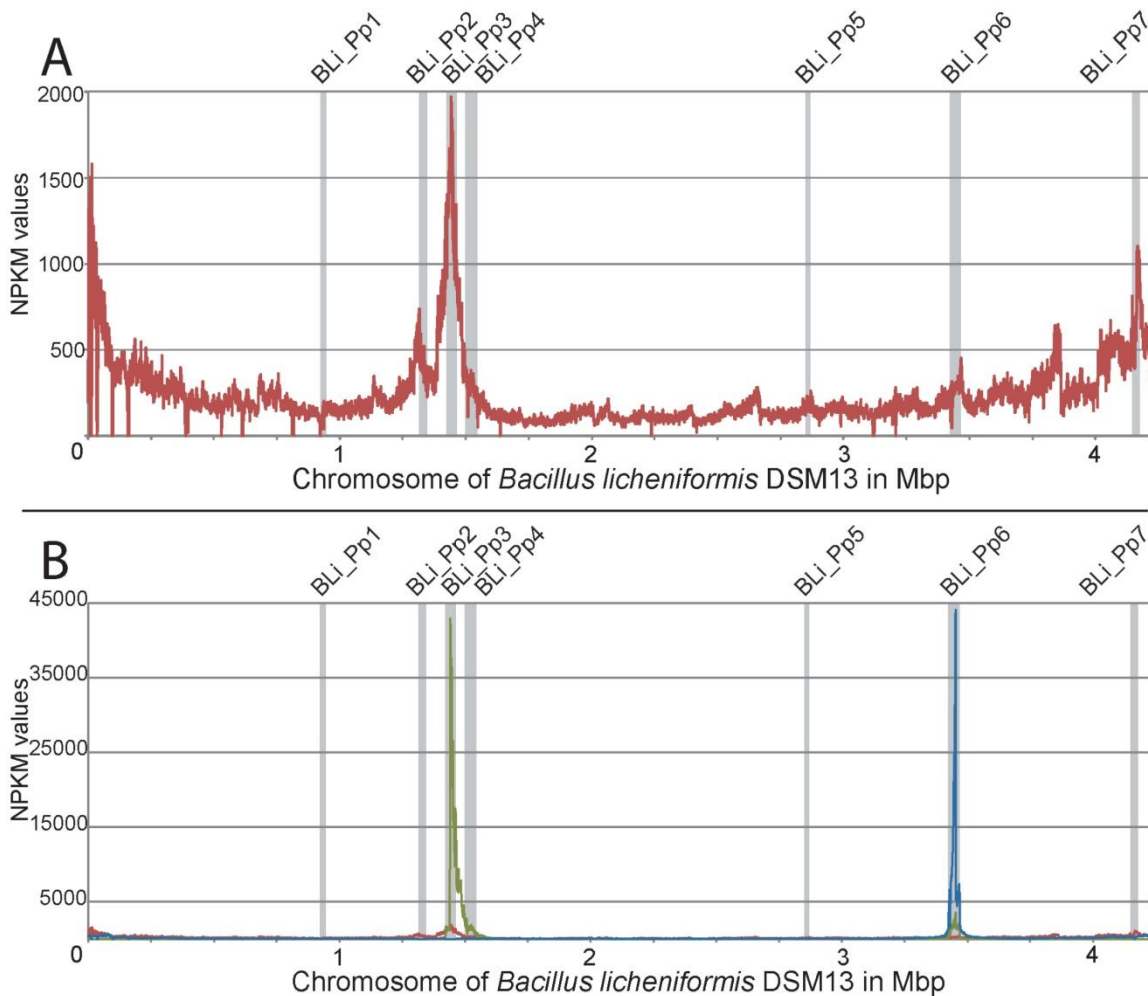 A
BLi_Pp1
BLi_Pp2
BLi_Pp3
BLi_Pp4
BLi_Pp5
BLi_Pp6
BLi_Pp7
2000
1500
1000
500
0
NPKM values
1 2 3 4
Chromosome of Bacillus licheniformis DSM13 in Mbp
B
BLi_Pp1
BLi_Pp2
BLi_Pp3
BLi_Pp4
BLi_Pp5
BLi_Pp6
BLi_Pp7
45000
35000
25000
15000
5000
0
NPKM values
1 2 3 4
Chromosome of Bacillus licheniformis DSM13 in Mbp